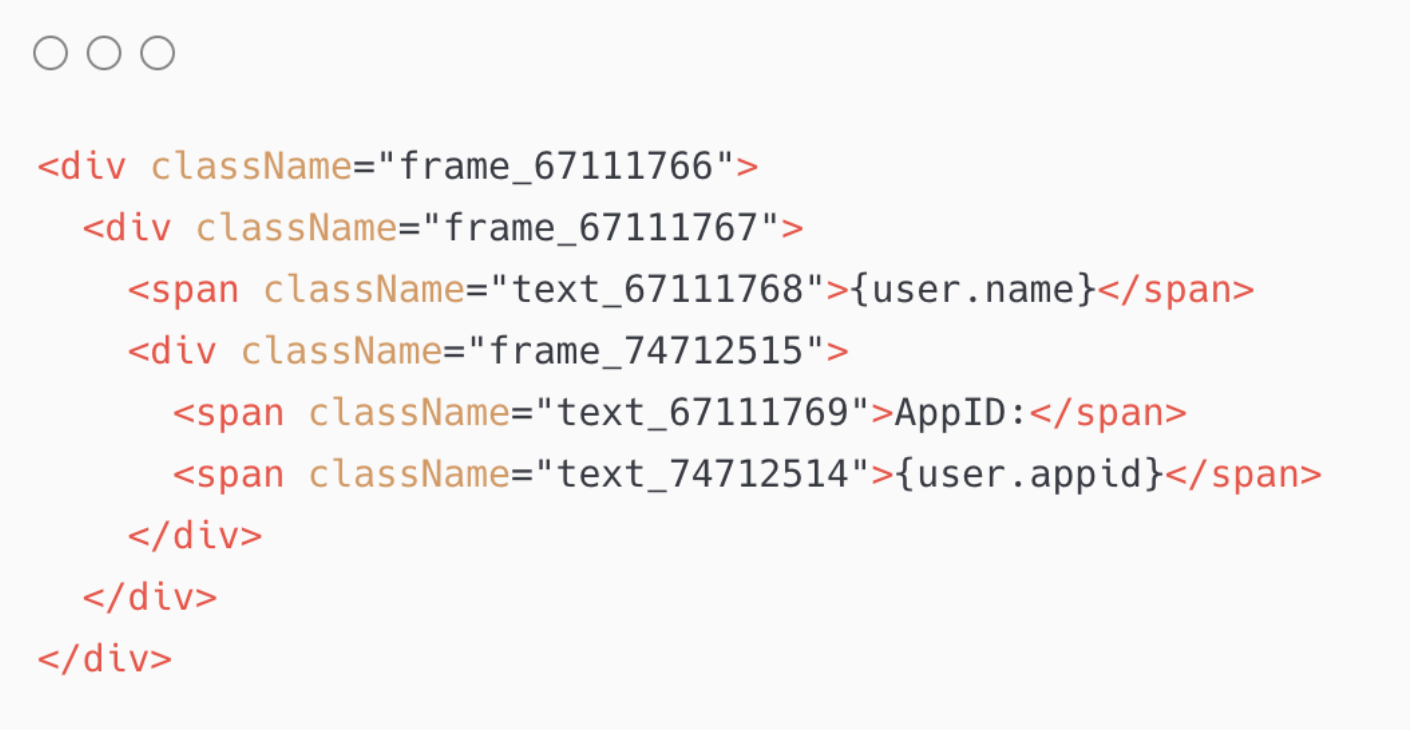 <div className="frame_67111766">
  <div className="frame_67111767">
    <span className="text_67111768">{user.name}</span>
    <div className="frame_74712515">
      <span className="text_67111769">AppID:</span>
      <span className="text_74712514">{user.appid}</span>
    </div>
  </div>
</div>